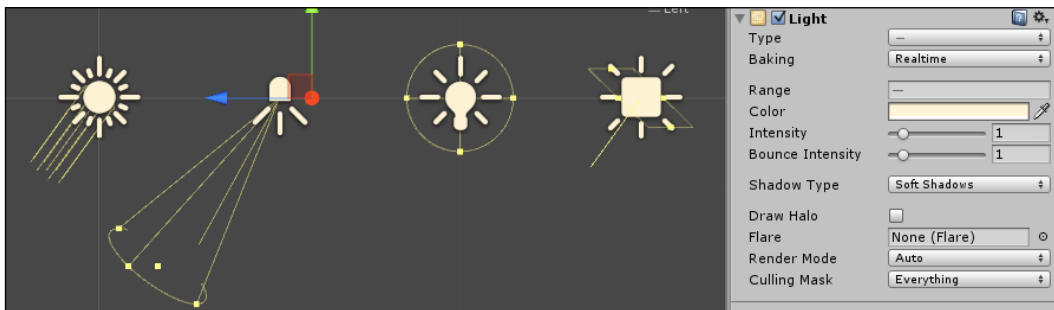 Left
Light
Type —
Baking Realtime
Range —
Color
Intensity 1
Bounce Intensity 1
Shadow Type Soft Shadows
Draw Halo
Flare None (Flare)
Render Mode Auto
Culling Mask Everything